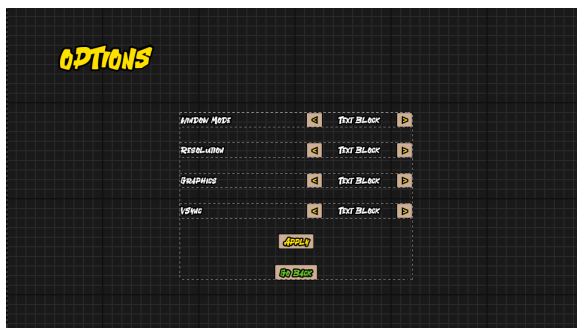 OPTIONS
WINDOW MODE TEXT BLOCK
RESOLUTION TEXT BLOCK
GRAPHICS TEXT BLOCK
VSYNC TEXT BLOCK
APPLY
GO BACK